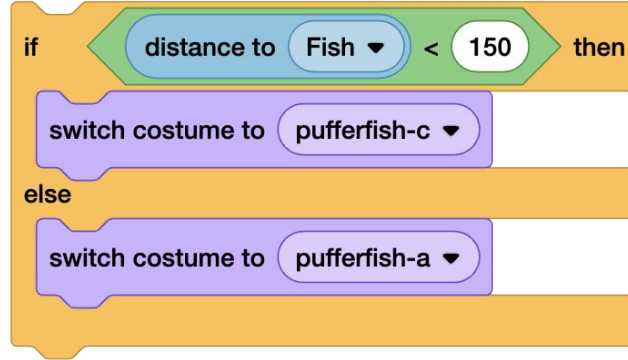 if distance to Fish < 150 then
switch costume to pufferfish-c
else
switch costume to pufferfish-a